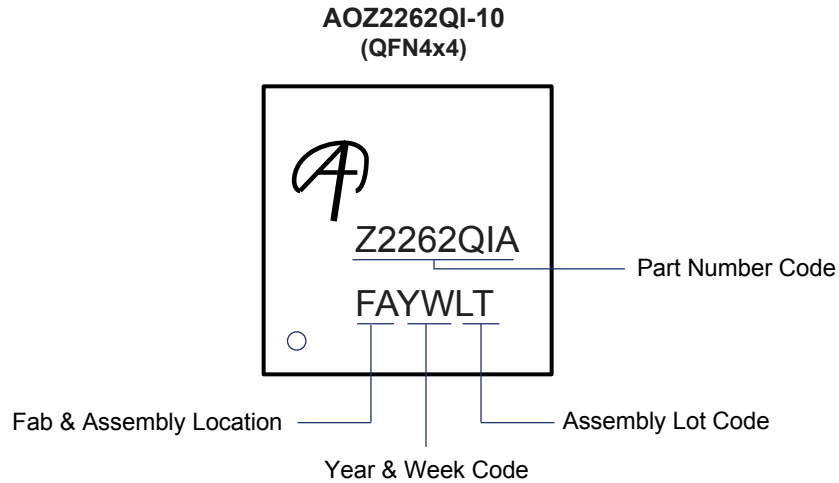 AOZ2262QI-10
(QFN4x4)
Z2262QIA
Part Number Code
FAYWLT
Fab & Assembly Location
Assembly Lot Code
Year & Week Code